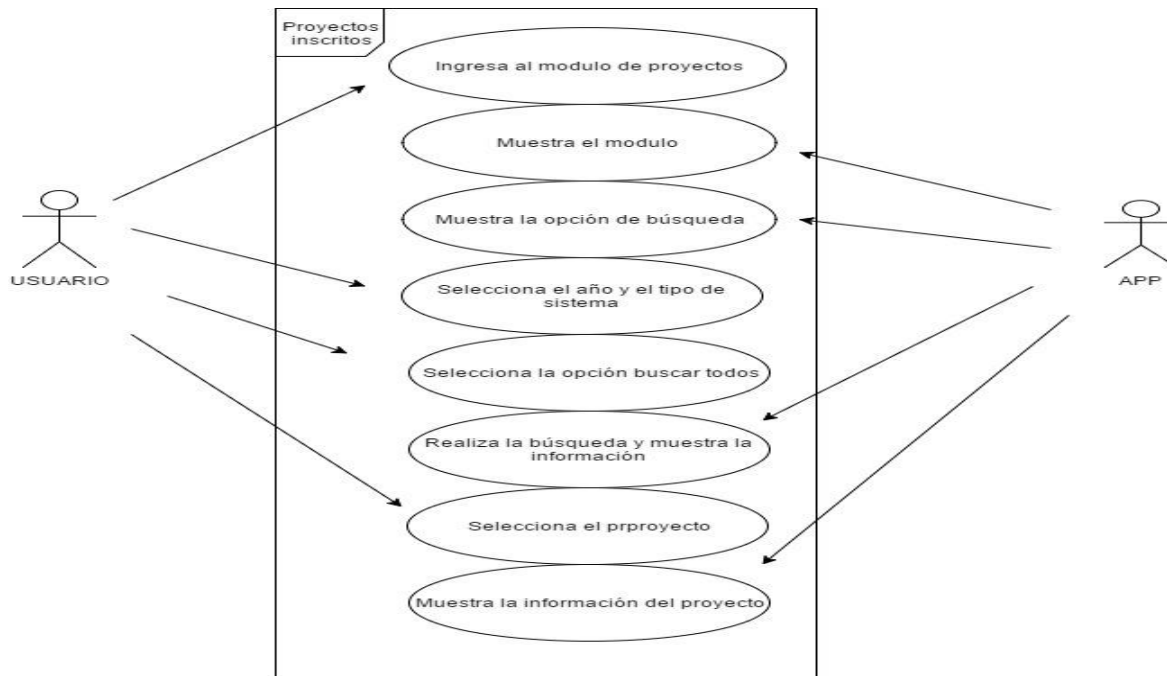 Proyectos
inscritos
Ingresa al modulo de proyectos
Muestra el modulo
Muestra la opción de búsqueda
USUARIO
APP
Selecciona el año y el tipo de
sistema
Selecciona la opción buscar todos
Realiza la búsqueda y muestra la
información
Selecciona el prproyecto
Muestra la información del proyecto